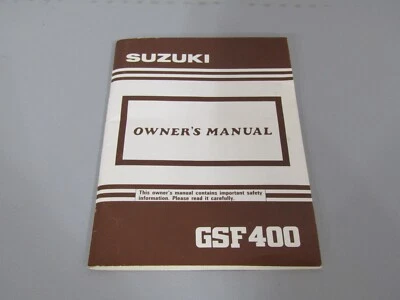 SUZUKI
OWNER'S MANUAL
This owner's manual contains important safety
information. Please read it carefully.
GSF400